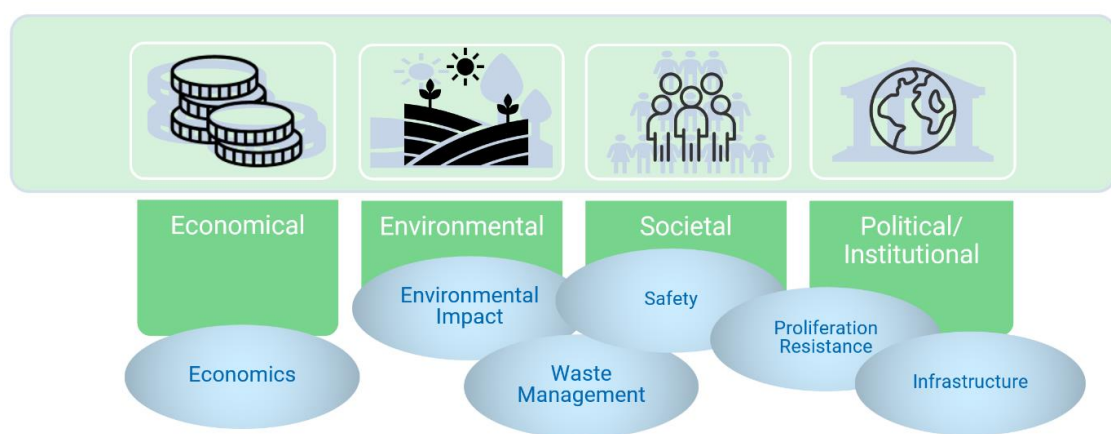 Economical
Environmental
Societal
Political/
Institutional
Environmental
Impact
Safety
Proliferation
Resistance
Economics
Waste
Management
Infrastructure